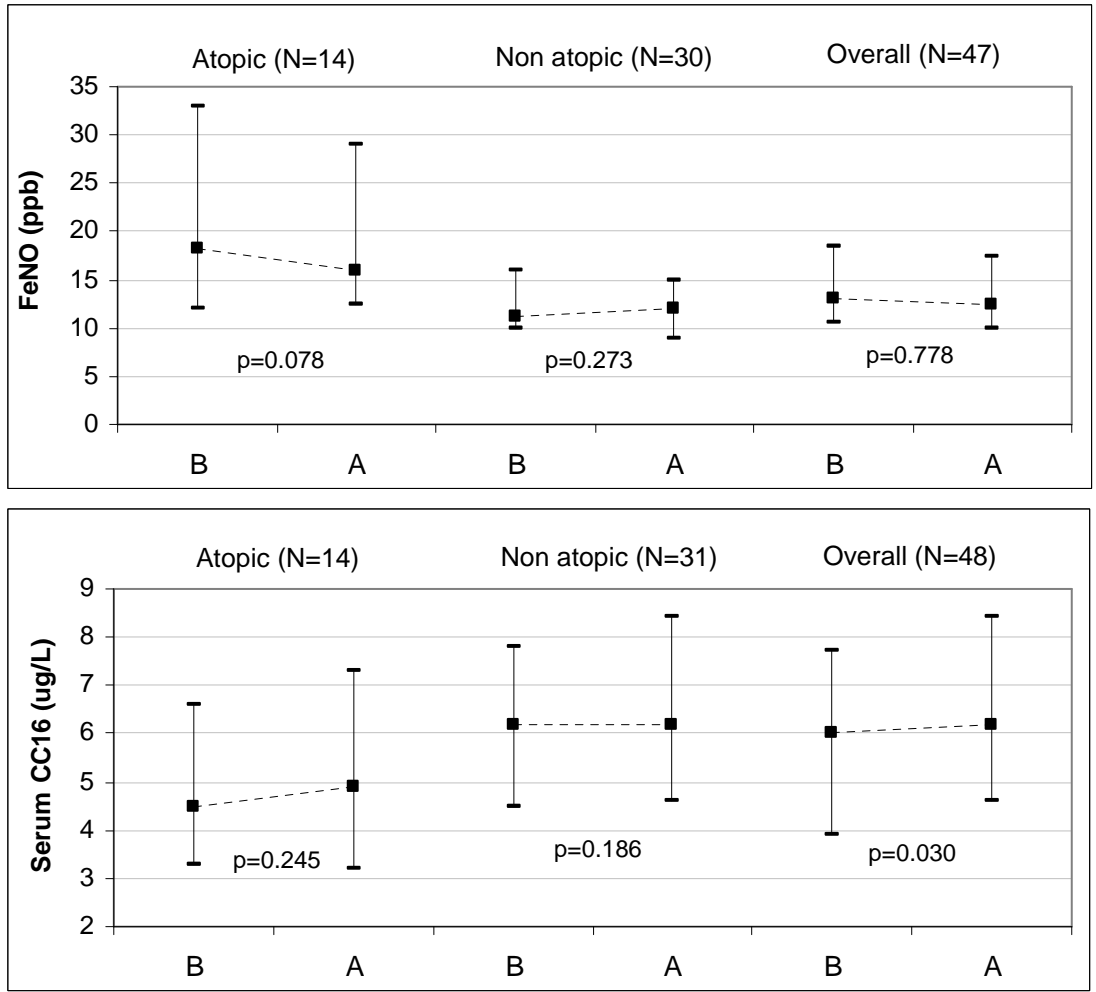 Atopic (N=14) Non atopic (N=30) Overall (N=47)
35
30
25
20
15
10
5
0
FeNO (ppb)
p=0.078 p=0.273 p=0.778
B A B A B A
Atopic (N=14) Non atopic (N=31) Overall (N=48)
9
8
7
6
5
4
3
2
Serum CC16 (ug/L)
p=0.245 p=0.186 p=0.030
B A B A B A